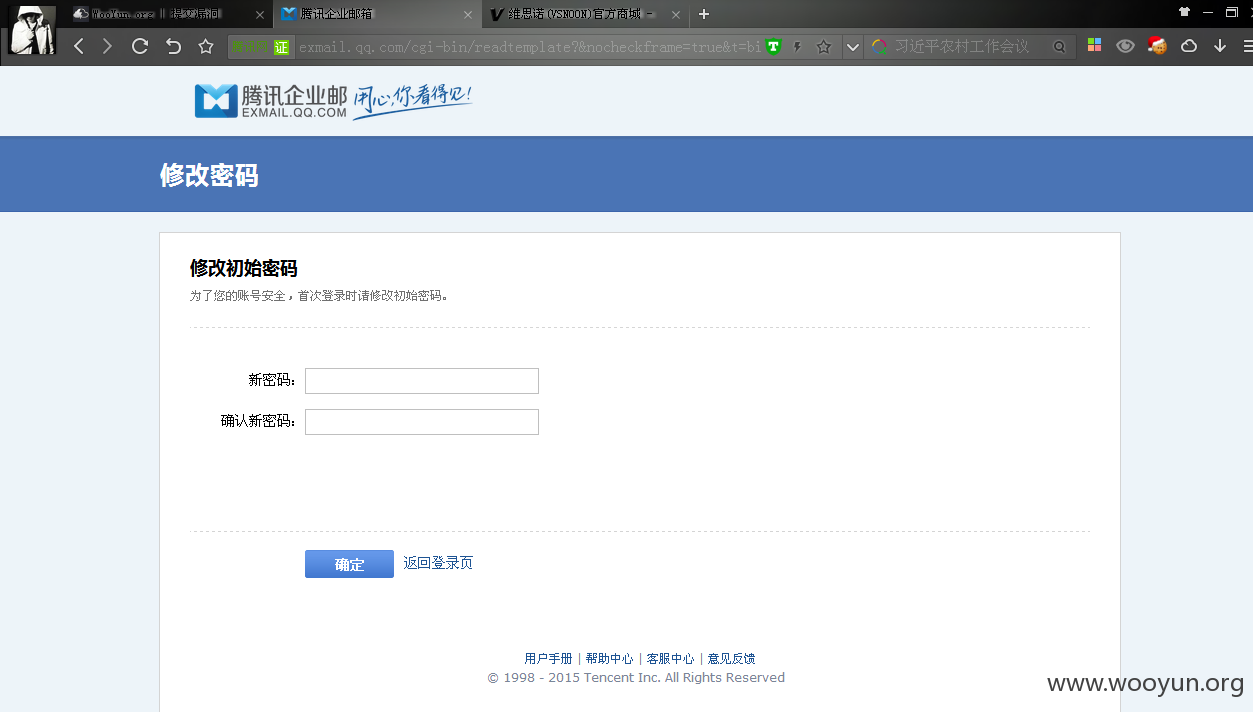 WooYun.org | 提交漏洞
腾讯企业邮箱
维思诺(VSNOON)官方商城 -
腾讯网 证 exmail.qq.com/cgi-bin/readtemplate?&nocheckframe=true&t=bi
习近平农村工作会议
腾讯企业邮 用心,你看得见!
EXMAIL.QQ.COM
修改密码
修改初始密码
为了您的账号安全，首次登录时请修改初始密码。
新密码：
确认新密码：
确定 返回登录页
用户手册 | 帮助中心 | 客服中心 | 意见反馈
© 1998 - 2015 Tencent Inc. All Rights Reserved
www.wooyun.org